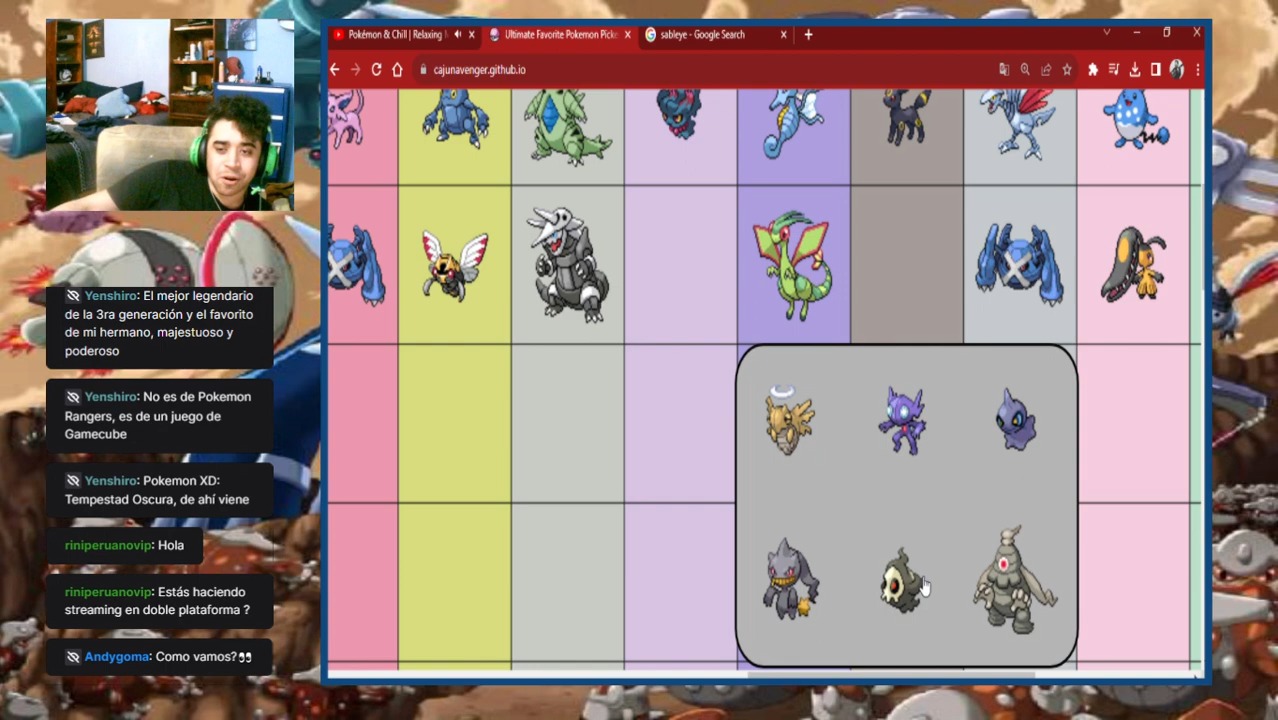 Pokémon & Chill | Relaxing
Ultimate Favorite Pokemon Picke
sableye - Google Search
cajunavenger.github.io
Yenshiro: El mejor legendario
de la 3ra generación y el favorito
de mi hermano, majestuoso y
poderoso
Yenshiro: No es de Pokemon
Rangers, es de un juego de
Gamecube
Yenshiro: Pokemon XD:
Tempestad Oscura, de ahí viene
riniperuanovip: Hola
riniperuanovip: Estás haciendo
streaming en doble plataforma ?
Andygoma: Como vamos?👀